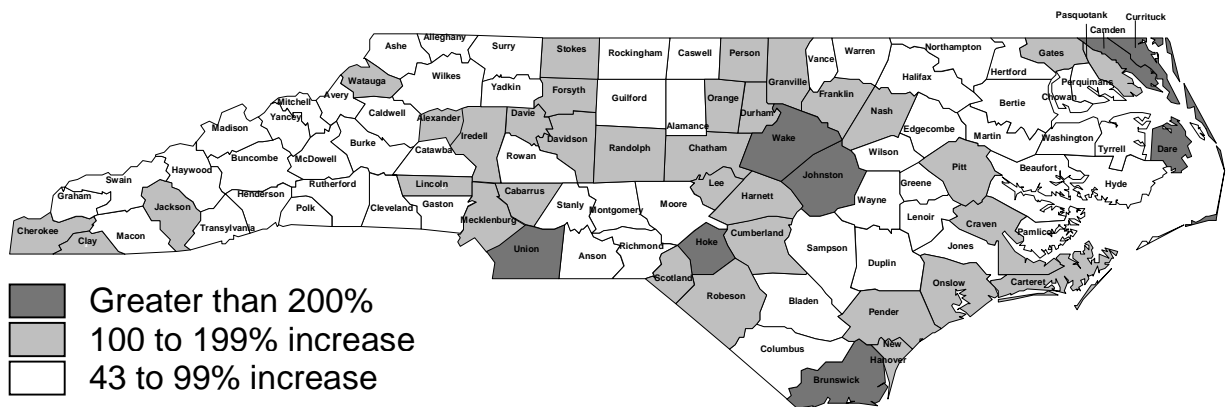 Pasquotank
Currituck
Camden
Alleghany
Ashe
Surry
Stokes
Rockingham
Caswell
Person
Granville
Vance
Warren
Northampton
Gates
Hertford
Perquimans
Chowan
Halifax
Bertie
Watauga
Wilkes
Yadkin
Forsyth
Guilford
Alamance
Orange
Durham
Franklin
Nash
Edgecombe
Martin
Washington
Tyrrell
Dare
Mitchell
Avery
Yancey
Caldwell
Alexander
Iredell
Davie
Davidson
Randolph
Chatham
Wake
Wilson
Madison
Buncombe
McDowell
Burke
Catawba
Rowan
Johnston
Pitt
Beaufort
Hyde
Haywood
Swain
Graham
Henderson
Rutherford
Lincoln
Cabarrus
Lee
Harnett
Wayne
Greene
Lenoir
Craven
Pamlico
Cherokee
Clay
Macon
Jackson
Transylvania
Polk
Cleveland
Gaston
Mecklenburg
Stanly
Montgomery
Moore
Cumberland
Sampson
Duplin
Jones
Union
Anson
Richmond
Hoke
Scotland
Robeson
Bladen
Pender
Onslow
Carteret
Columbus
New
Hanover
Brunswick
Greater than 200%
100 to 199% increase
43 to 99% increase